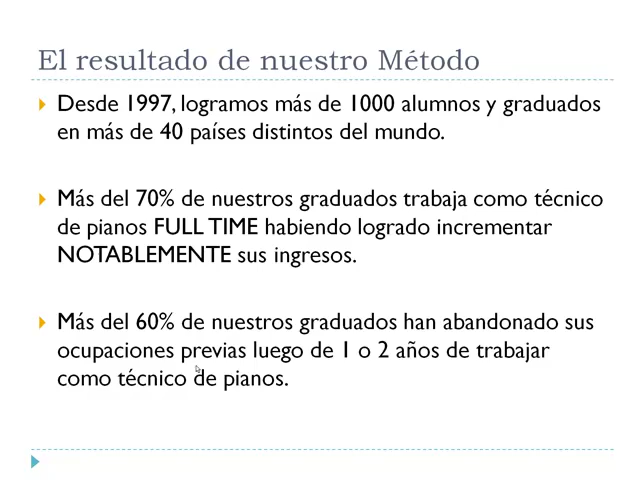 El resultado de nuestro Método
Desde 1997, logramos más de 1000 alumnos y graduados
en más de 40 países distintos del mundo.
Más del 70% de nuestros graduados trabaja como técnico
de pianos FULL TIME habiendo logrado incrementar
NOTABLEMENTE sus ingresos.
Más del 60% de nuestros graduados han abandonado sus
ocupaciones previas luego de 1 o 2 años de trabajar
como técnico de pianos.